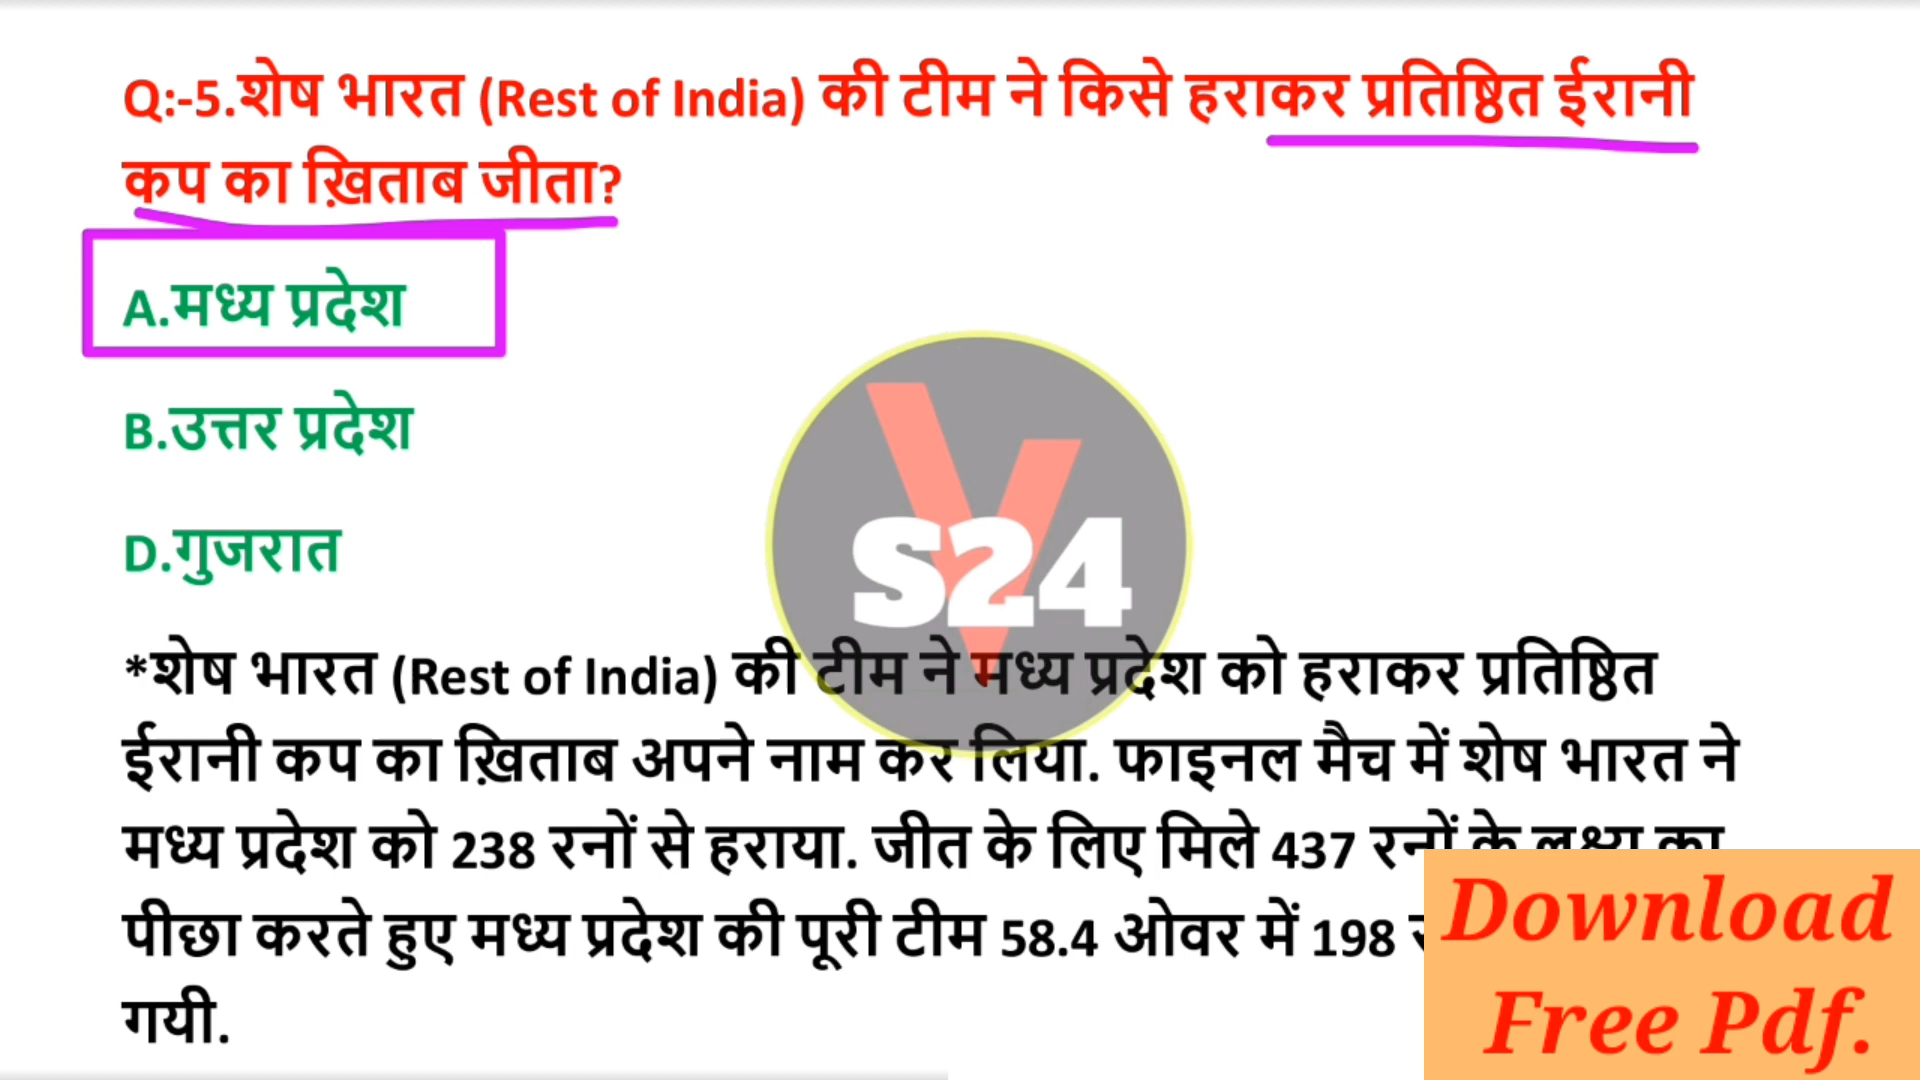 Q:-5.शेष भारत (Rest of India) की टीम ने किसे हराकर प्रतिष्ठित ईरानी
कप का ख़िताब जीता?
A.मध्य प्रदेश
B.उत्तर प्रदेश
D.गुजरात
V
S24
*शेष भारत (Rest of India) की टीम ने मध्य प्रदेश को हराकर प्रतिष्ठित
ईरानी कप का ख़िताब अपने नाम कर लिया. फाइनल मैच में शेष भारत ने
मध्य प्रदेश को 238 रनों से हराया. जीत के लिए मिले 437 रनों के लक्ष्य का
पीछा करते हुए मध्य प्रदेश की पूरी टीम 58.4 ओवर में 198
गयी.
Download
Free Pdf.